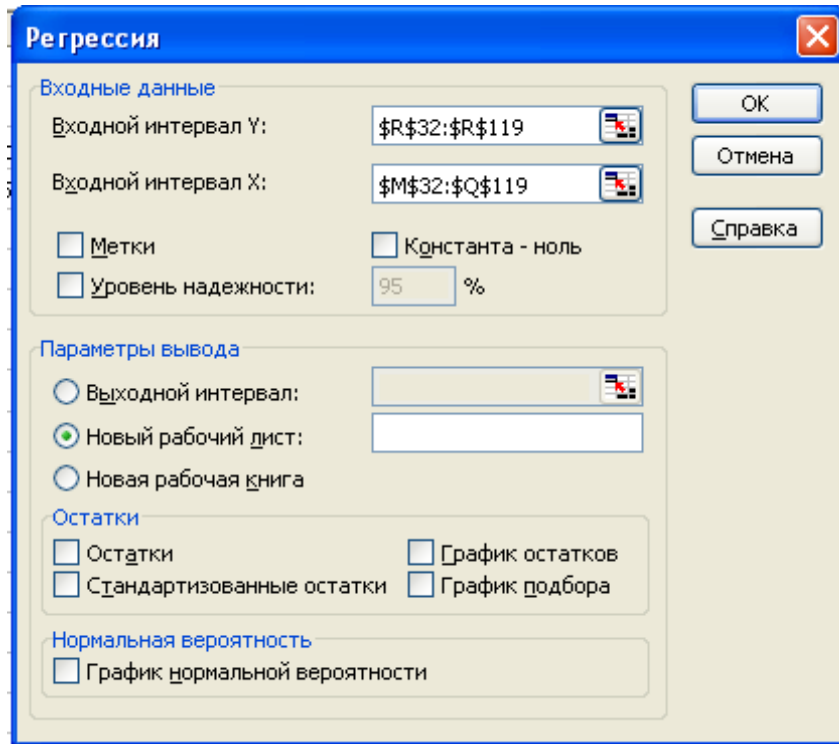 Регрессия
Входные данные
Входной интервал Y: $R$32:$R$119
Входной интервал X: $M$32:$Q$119
Метки Константа - ноль
Уровень надежности: 95 %
ОК
Отмена
Справка
Параметры вывода
Выходной интервал:
Новый рабочий лист:
Новая рабочая книга
Остатки
Остатки График остатков
Стандартизованные остатки График подбора
Нормальная вероятность
График нормальной вероятности